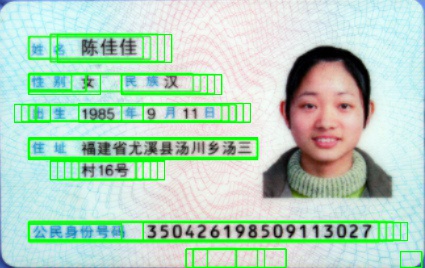 姓名 陈佳佳
性别 女 民族 汉
出生 1985 年 9 月 11 日
住址 福建省尤溪县汤川乡汤三
村16号
公民身份号码 350426198509113027